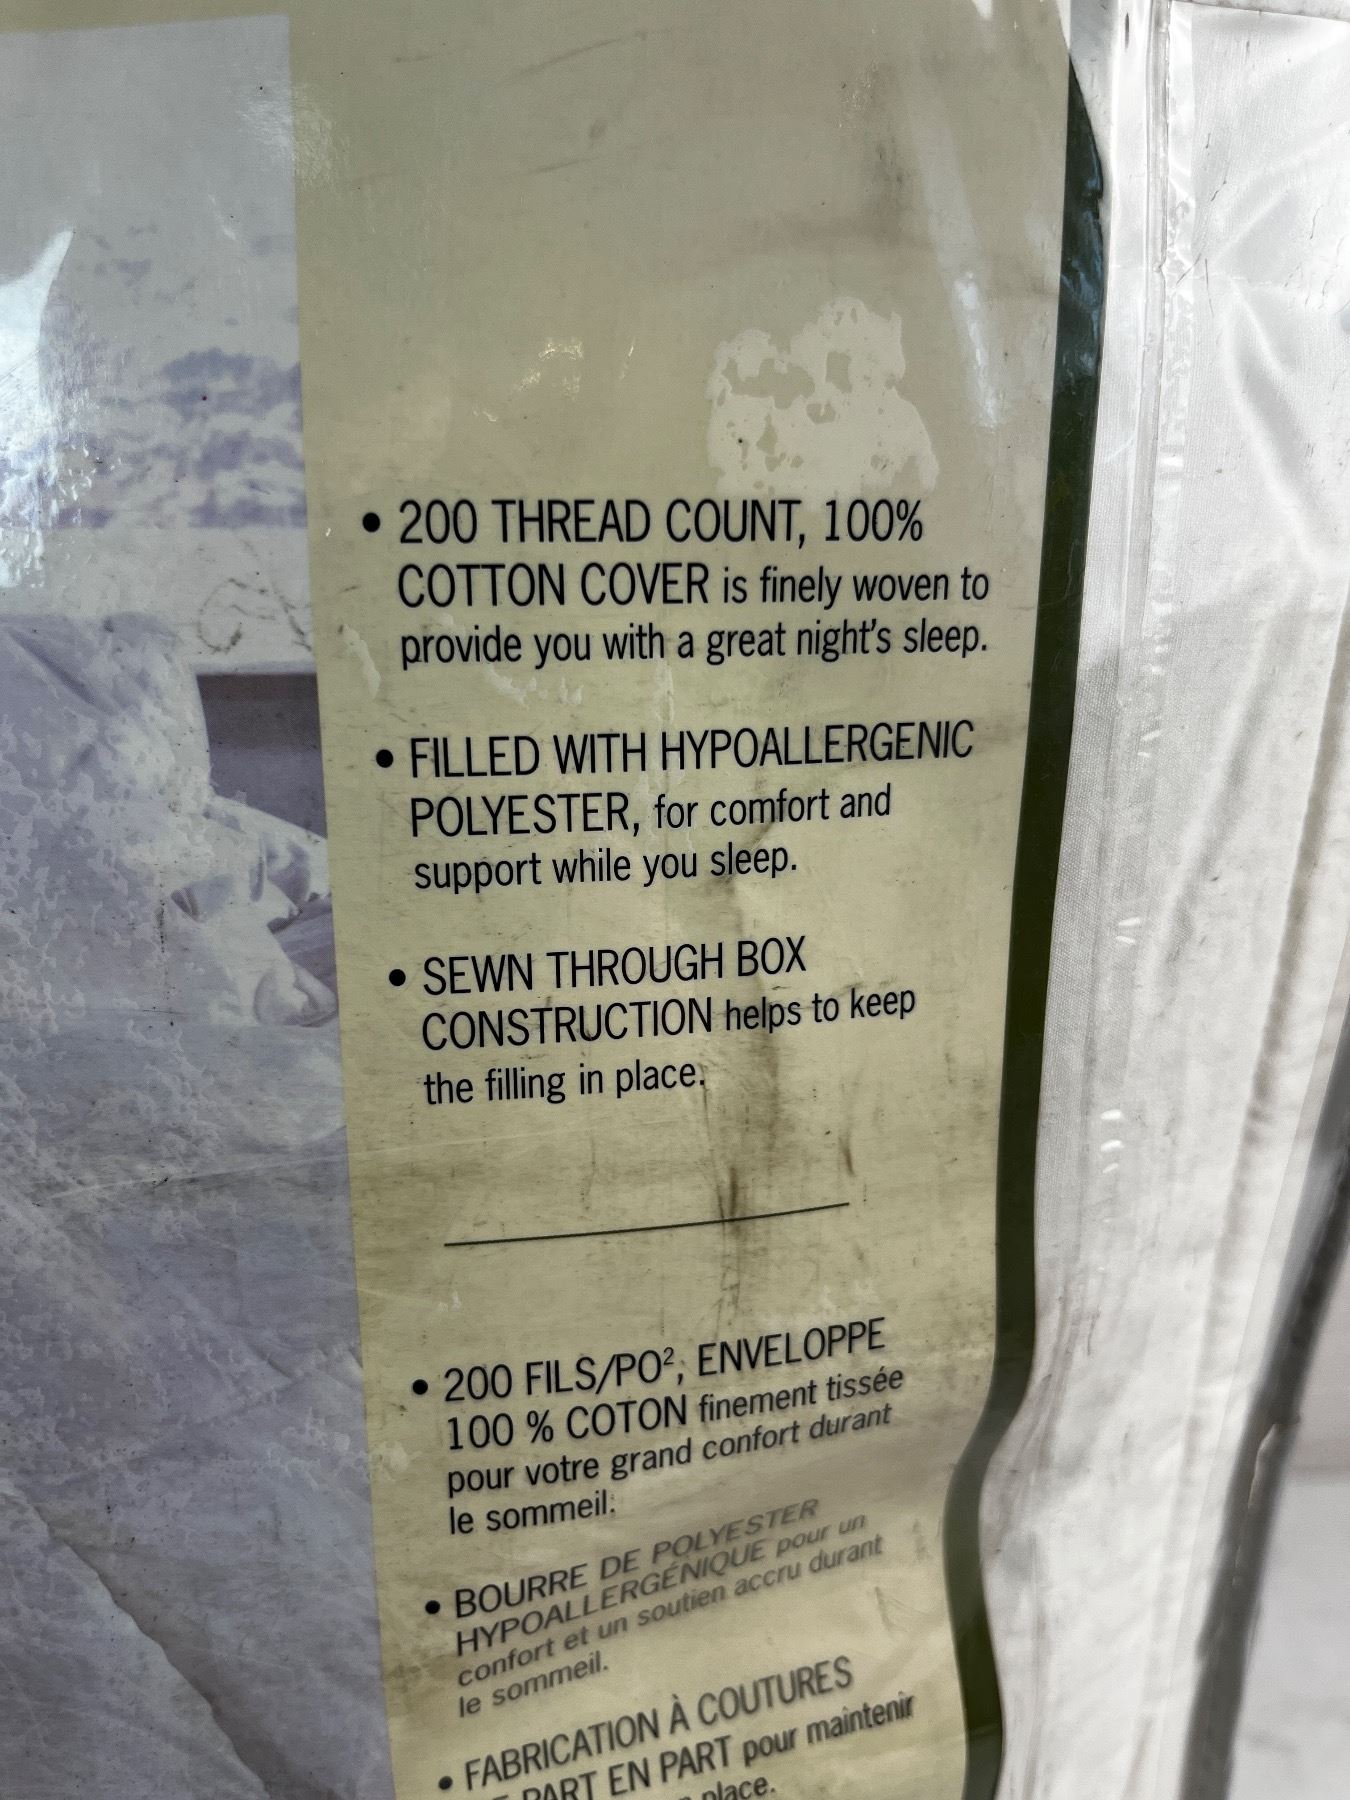 • 200 THREAD COUNT, 100%
COTTON COVER is finely woven to
provide you with a great night's sleep.
• FILLED WITH HYPOALLERGENIC
POLYESTER, for comfort and
support while you sleep.
• SEWN THROUGH BOX
CONSTRUCTION helps to keep
the filling in place.
• 200 FILS/PO², ENVELOPPE
100 % COTON finement tissée
pour votre grand confort durant
le sommeil.
• BOURRE DE POLYESTER
HYPOALLERGÉNIQUE pour un
confort et un soutien accru durant
le sommeil.
• FABRICATION À COUTURES
PART EN PART pour maintenir
place.